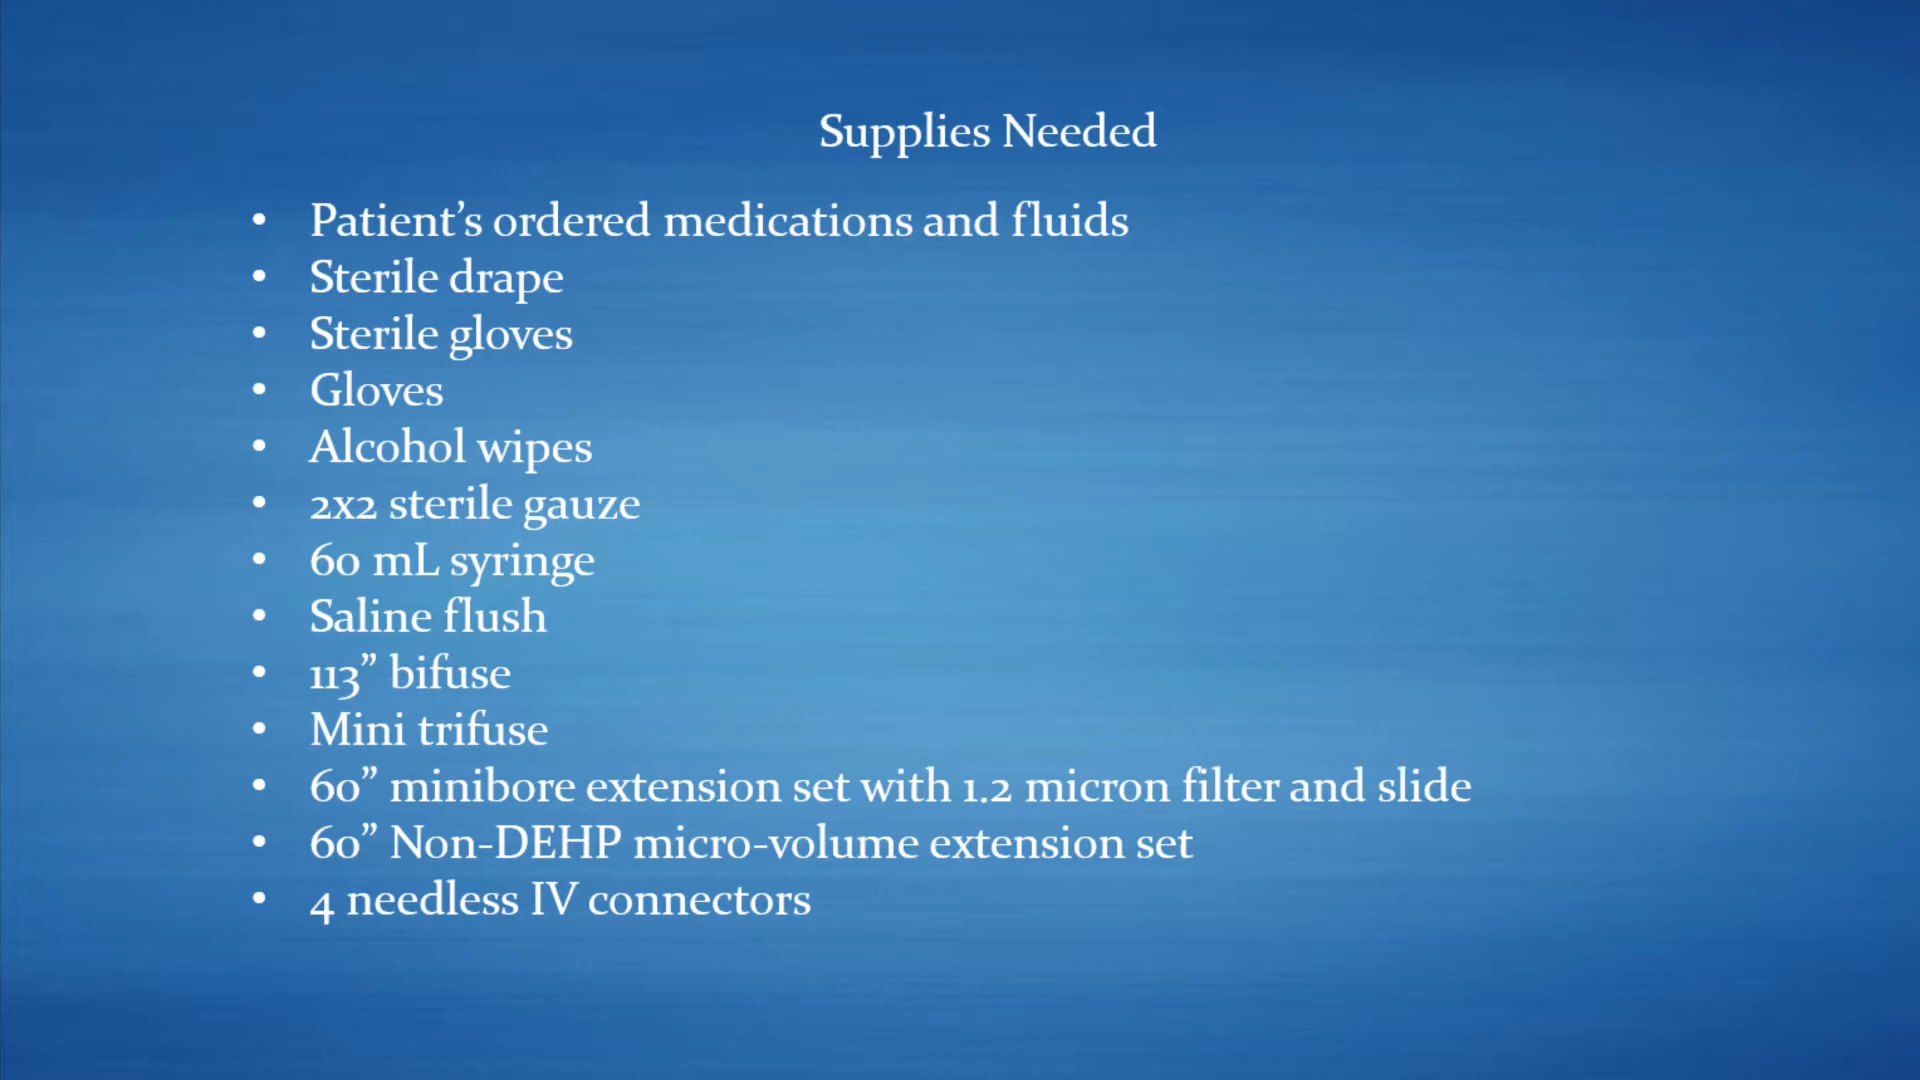 Supplies Needed
• Patient’s ordered medications and fluids
• Sterile drape
• Sterile gloves
• Gloves
• Alcohol wipes
• 2x2 sterile gauze
• 60 mL syringe
• Saline flush
• 113” bifuse
• Mini trifuse
• 60” minibore extension set with 1.2 micron filter and slide
• 60” Non-DEHP micro-volume extension set
• 4 needless IV connectors